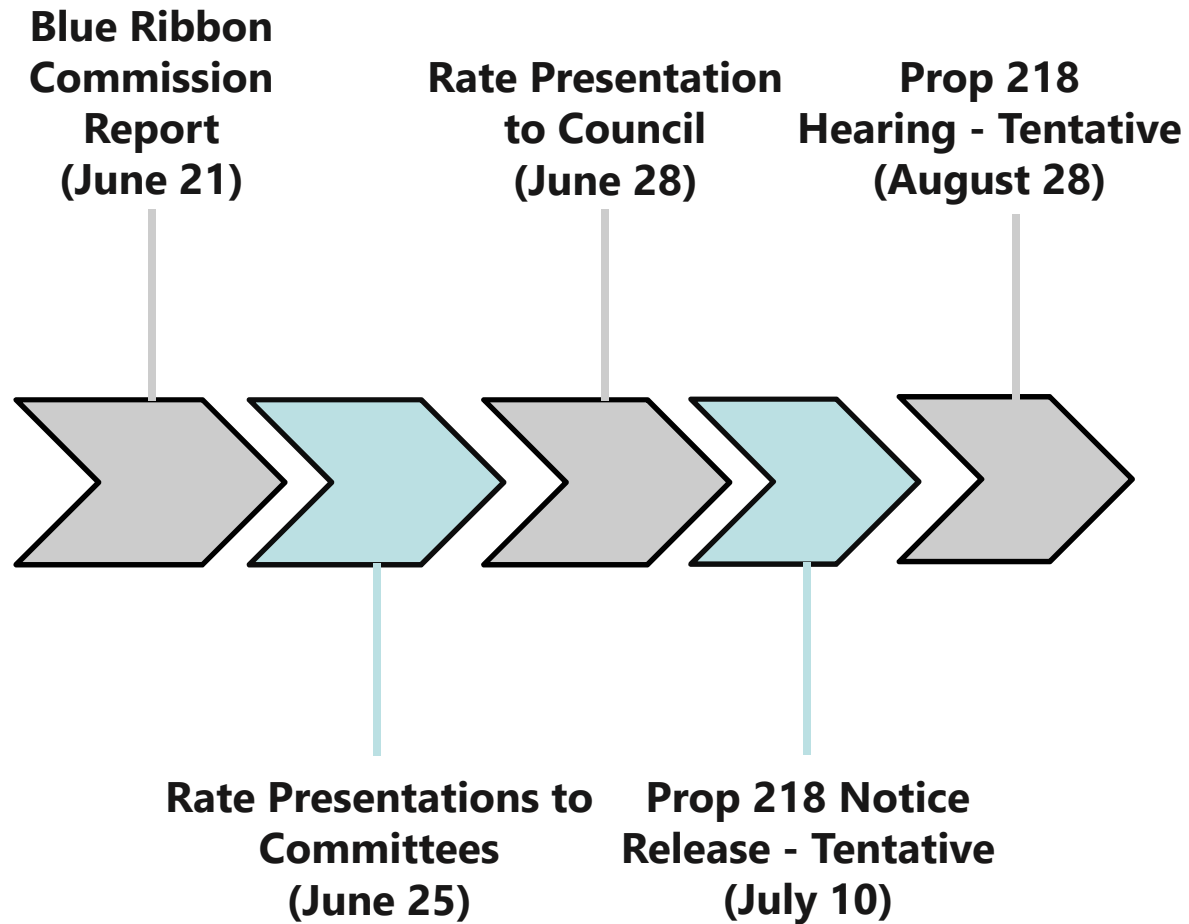 Blue Ribbon
Commission
Report
(June 21)
Rate Presentation
to Council
(June 28)
Prop 218
Hearing - Tentative
(August 28)
Rate Presentations to
Committees
(June 25)
Prop 218 Notice
Release - Tentative
(July 10)